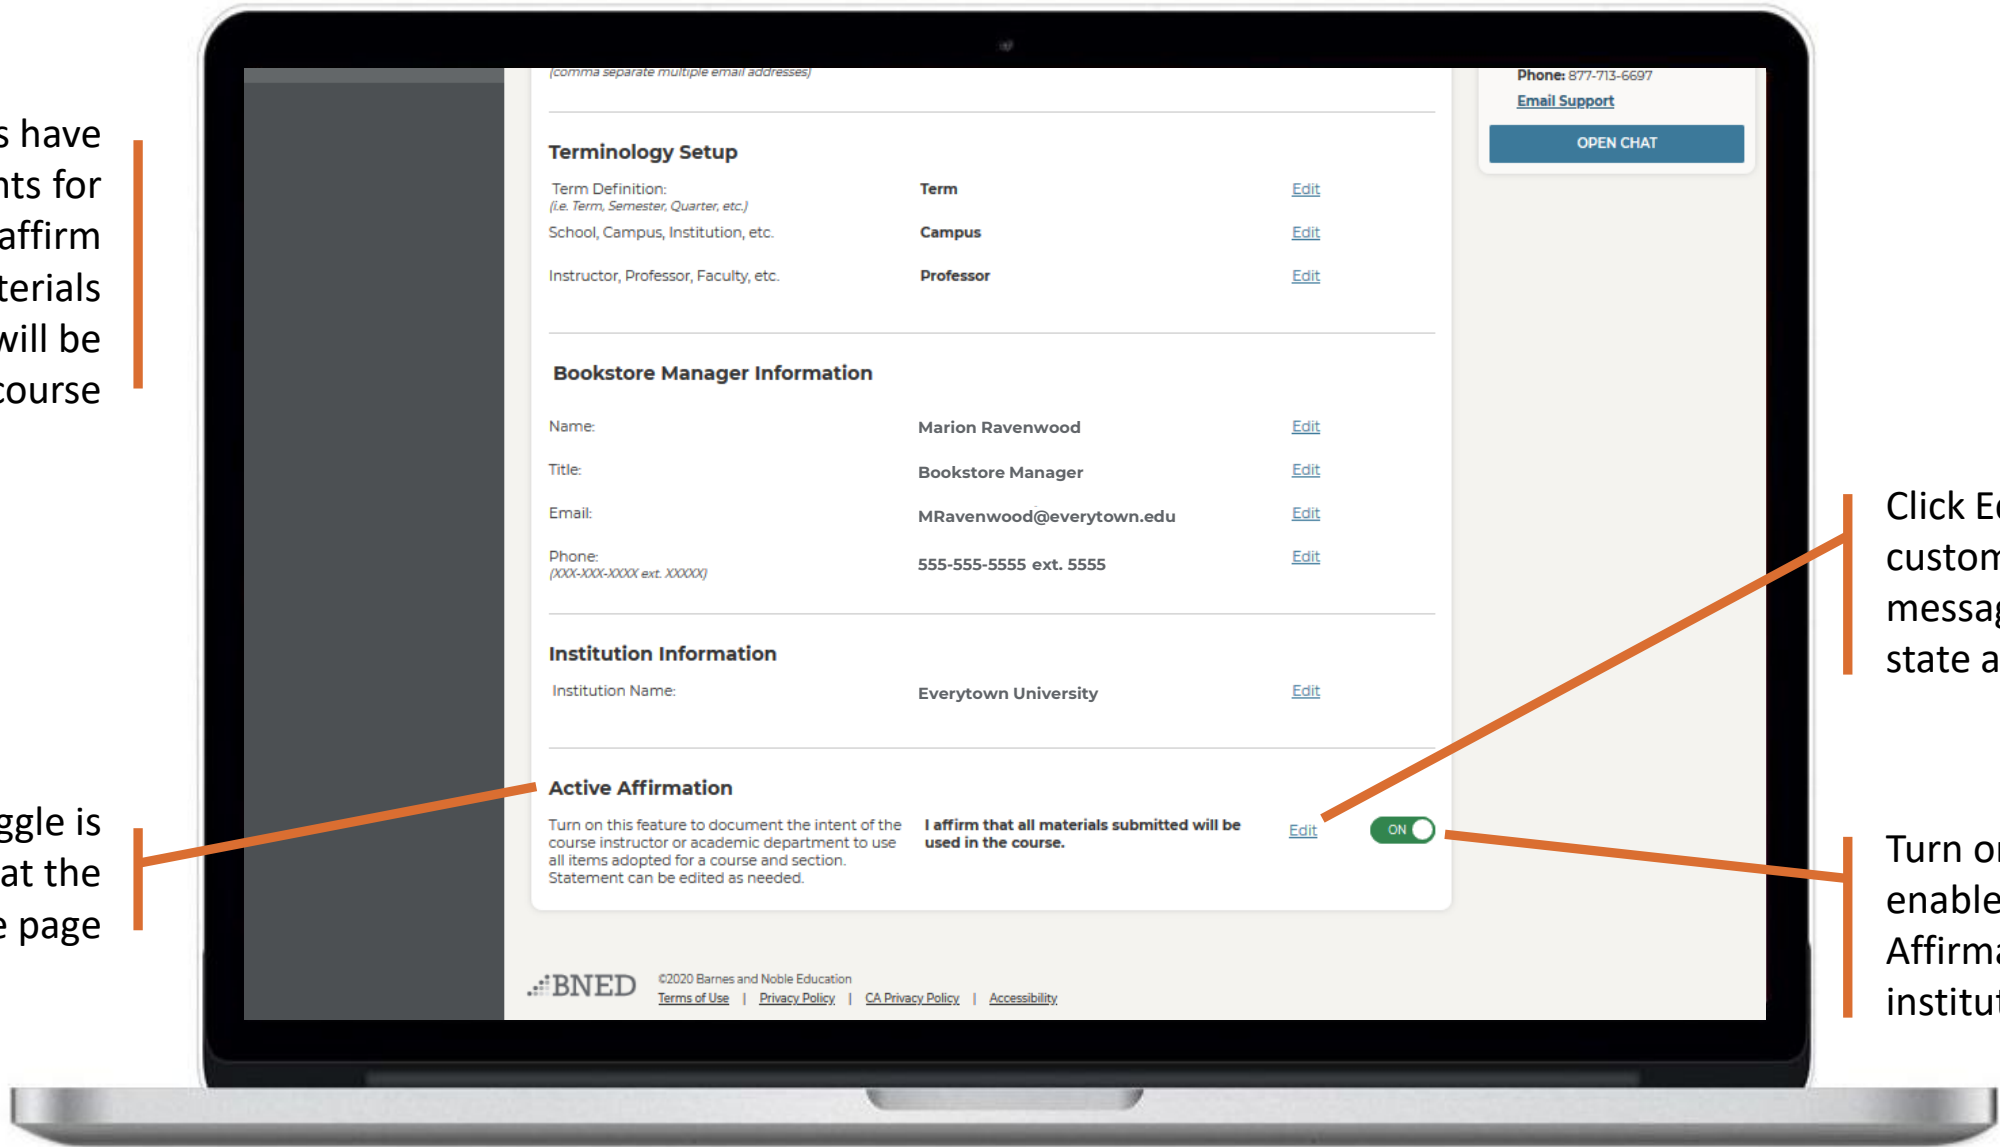 s have
nts for
affirm
terials
will be
course
ggle is
at the
e page
(comma separate multiple email addresses)
Terminology Setup
Term Definition: Term Edit
(i.e. Term, Semester, Quarter, etc.)
School, Campus, Institution, etc. Campus Edit
Instructor, Professor, Faculty, etc. Professor Edit
Bookstore Manager Information
Name: Marion Ravenwood Edit
Title: Bookstore Manager Edit
Email: MRavenwood@everytown.edu Edit
Phone: 555-555-5555 ext. 5555 Edit
(XXX-XXX-XXXX ext. XXXXX)
Institution Information
Institution Name: Everytown University Edit
Active Affirmation
Turn on this feature to document the intent of the
course instructor or academic department to use
all items adopted for a course and section.
Statement can be edited as needed.
I affirm that all materials submitted will be
used in the course.
Edit ON
BNED
©2020 Barnes and Noble Education
Terms of Use | Privacy Policy | CA Privacy Policy | Accessibility
Phone: 877-713-6697
Email Support
OPEN CHAT
Click E
custom
messag
state a
Turn o
enable
Affirma
institut